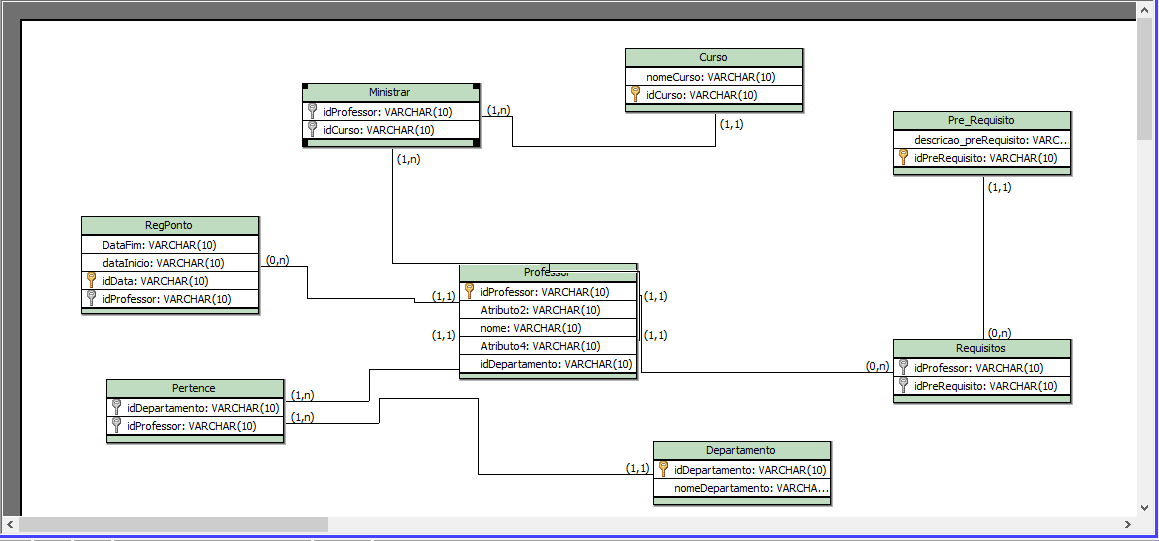 Curso
nomeCurso: VARCHAR(10)
idCurso: VARCHAR(10)
(1,1)
Ministrar
idProfessor: VARCHAR(10)
idCurso: VARCHAR(10)
(1,n)
(1,n)
Pre_Requisito
descricao_preRequisito: VARC...
idPreRequisito: VARCHAR(10)
(1,1)
RegPonto
DataFim: VARCHAR(10)
dataInicio: VARCHAR(10)
idData: VARCHAR(10)
idProfessor: VARCHAR(10)
(0,n)
Professor
idProfessor: VARCHAR(10)
Atributo2: VARCHAR(10)
nome: VARCHAR(10)
Atributo4: VARCHAR(10)
idDepartamento: VARCHAR(10)
(1,1)
(1,1)
(1,1)
(1,1)
(0,n)
Requisitos
idProfessor: VARCHAR(10)
idPreRequisito: VARCHAR(10)
(0,n)
Pertence
idDepartamento: VARCHAR(10)
idProfessor: VARCHAR(10)
(1,n)
(1,n)
Departamento
idDepartamento: VARCHAR(10)
nomeDepartamento: VARCHA...
(1,1)